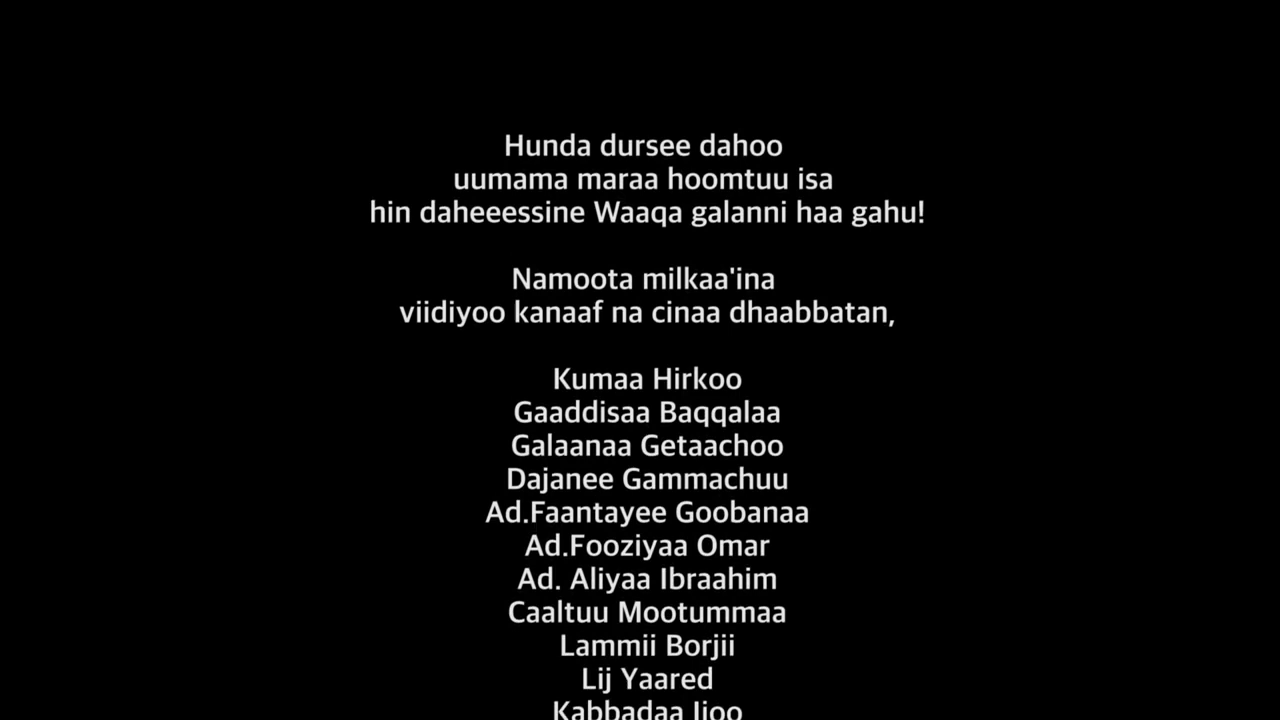 Hunda dursee dahoo
uumama maraa hoomtuu isa
hin daheeessine Waaqa galanni haa gahu!
Namoota milkaa'ina
viidiyoo kanaaf na cinaa dhaabbatan,
Kumaa Hirkoo
Gaaddisaa Baqqalaa
Galaanaa Getaachoo
Dajanee Gammachuu
Ad.Faantayee Goobanaa
Ad.Fooziyaa Omar
Ad. Aliyaa Ibraahim
Caaltuu Mootummaa
Lammii Borjii
Lij Yaared
Kabbadaa